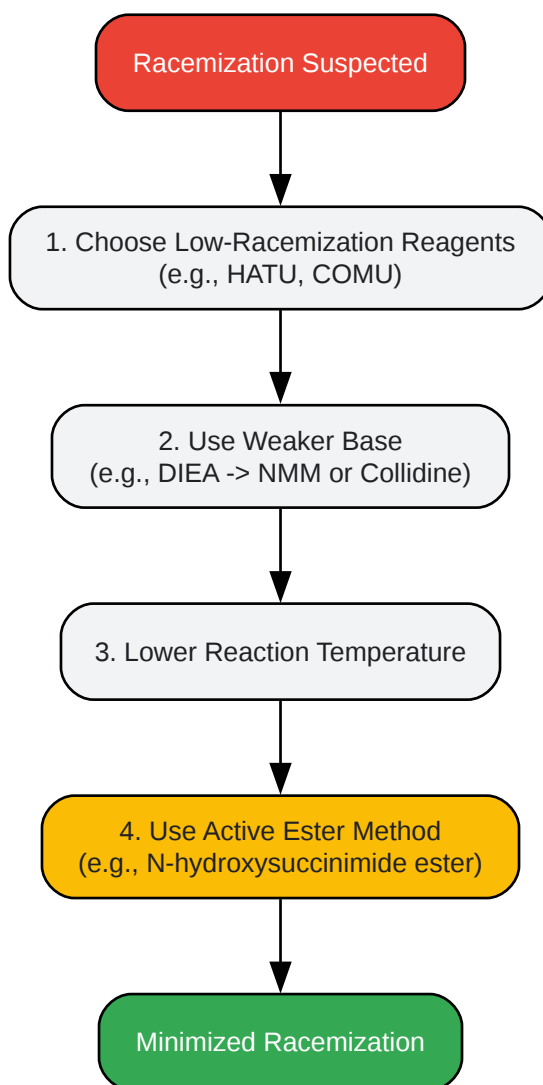 Racemization Suspected
1. Choose Low-Racemization Reagents
(e.g., HATU, COMU)
2. Use Weaker Base
(e.g., DIEA -> NMM or Collidine)
3. Lower Reaction Temperature
4. Use Active Ester Method
(e.g., N-hydroxysuccinimide ester)
Minimized Racemization